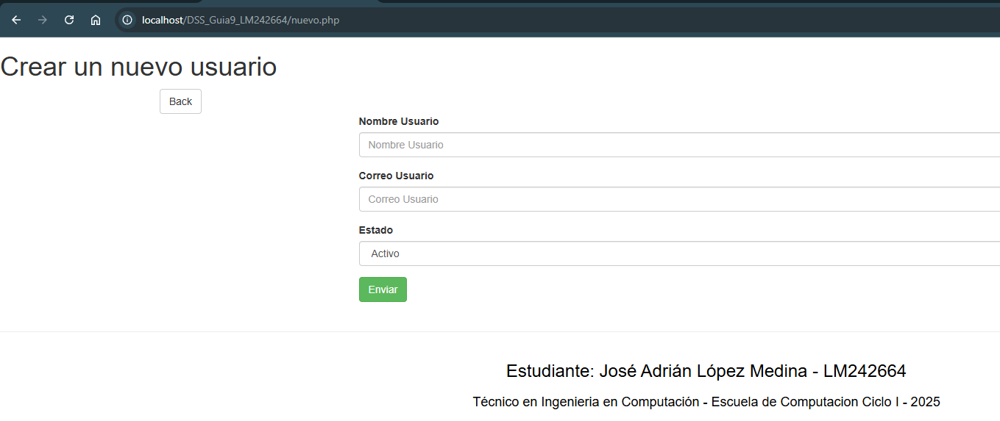 localhost/DSS_Guia9_LM242664/nuevo.php
Crear un nuevo usuario
Back
Nombre Usuario
Nombre Usuario
Correo Usuario
Correo Usuario
Estado
Activo
Enviar
Estudiante: José Adrián López Medina - LM242664
Técnico en Ingenieria en Computación - Escuela de Computacion Ciclo I - 2025